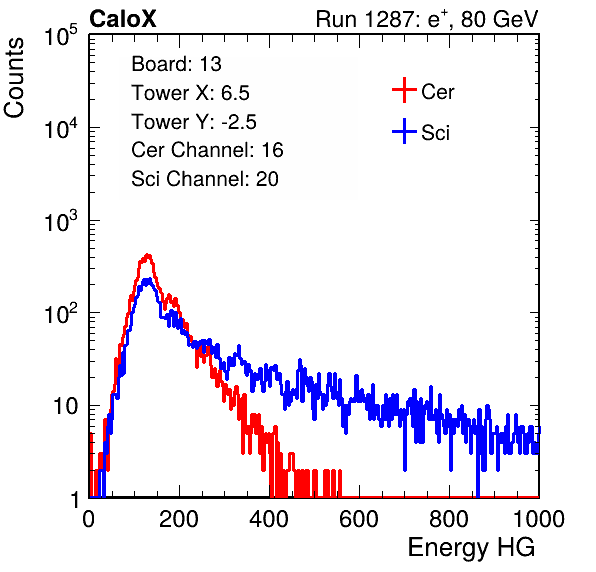 CaloX
Run 1287: e+, 80 GeV
Counts
Board: 13
Tower X: 6.5
Tower Y: -2.5
Cer Channel: 16
Sci Channel: 20
Cer
Sci
10^5
10^4
10^3
10^2
10
1
0 200 400 600 800 1000
Energy HG